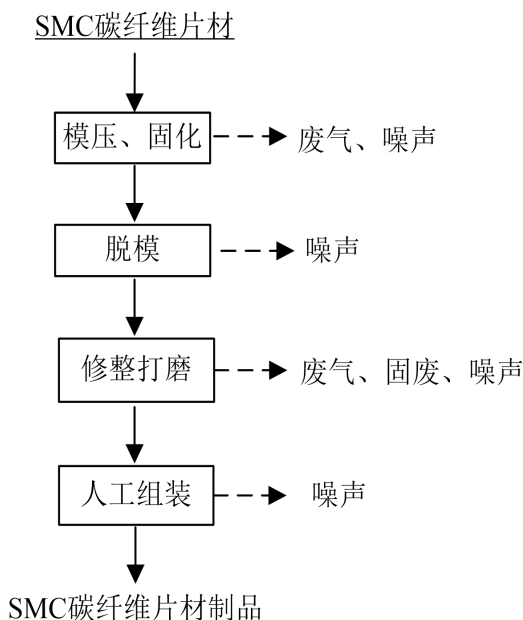 SMC碳纤维片材
模压、固化
废气、噪声
脱模
噪声
修整打磨
废气、固废、噪声
人工组装
噪声
SMC碳纤维片材制品